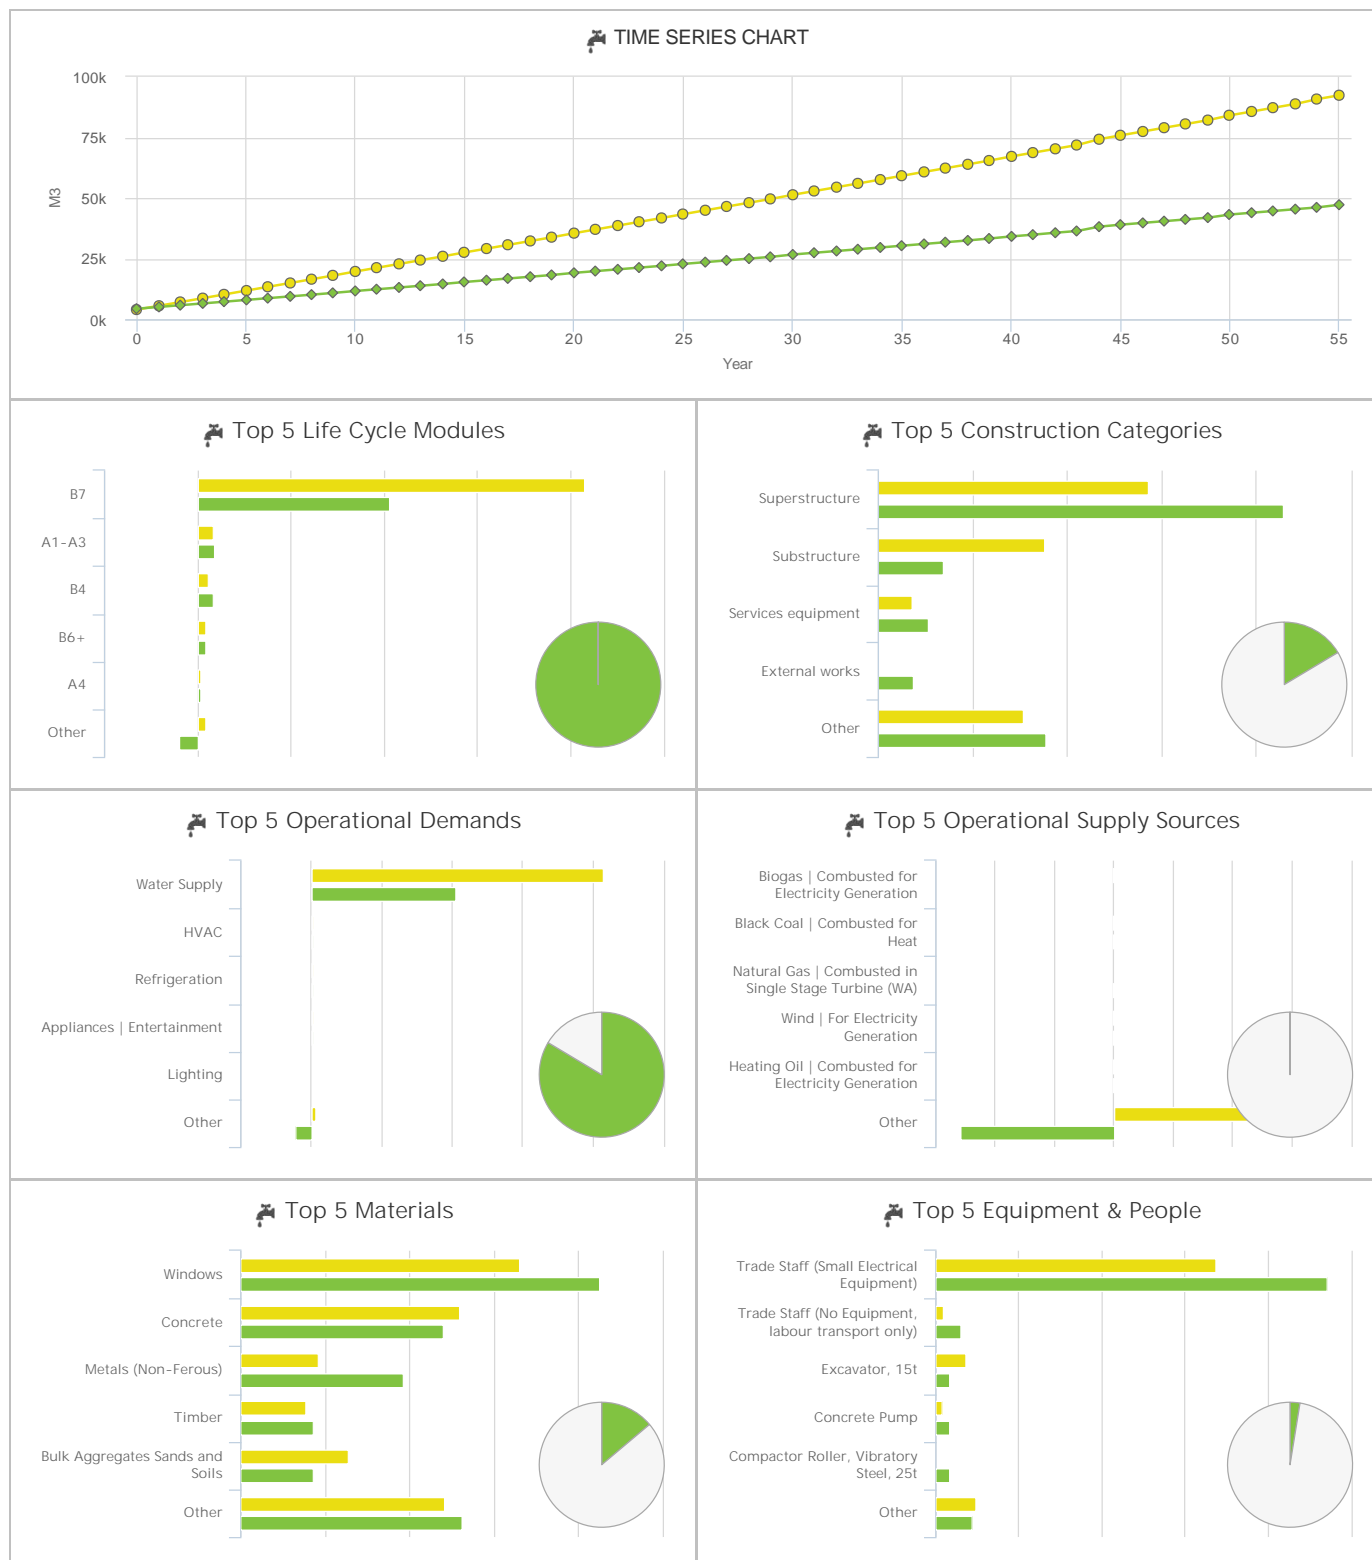 TIME SERIES CHART
100k
75k
50k
25k
0k
M3
0 5 10 15 20 25 30 35 40 45 50 55
Year
Top 5 Life Cycle Modules
B7
A1-A3
B4
B6+
A4
Other
Top 5 Construction Categories
Superstructure
Substructure
Services equipment
External works
Other
Top 5 Operational Demands
Water Supply
HVAC
Refrigeration
Appliances | Entertainment
Lighting
Other
Top 5 Operational Supply Sources
Biogas | Combusted for
Electricity Generation
Black Coal | Combusted for
Heat
Natural Gas | Combusted in
Single Stage Turbine (WA)
Wind | For Electricity
Generation
Heating Oil | Combusted for
Electricity Generation
Other
Top 5 Materials
Windows
Concrete
Metals (Non-Ferous)
Timber
Bulk Aggregates Sands and
Soils
Other
Top 5 Equipment & People
Trade Staff (Small Electrical
Equipment)
Trade Staff (No Equipment,
labour transport only)
Excavator, 15t
Concrete Pump
Compactor Roller, Vibratory
Steel, 25t
Other